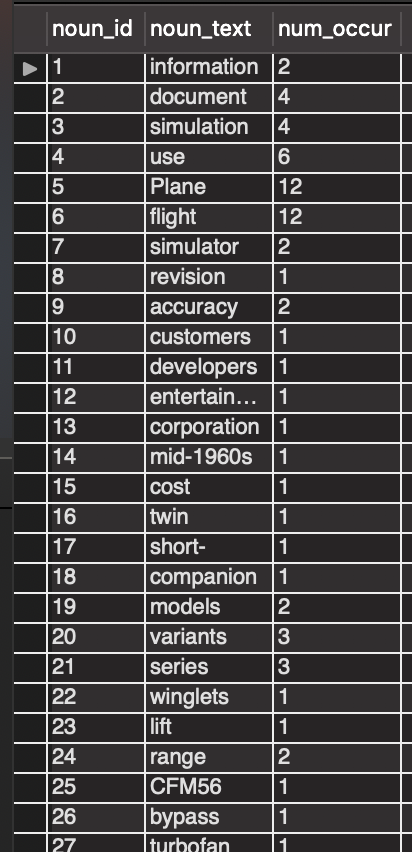 noun_id noun_text num_occur
1 information 2
2 document 4
3 simulation 4
4 use 6
5 Plane 12
6 flight 12
7 simulator 2
8 revision 1
9 accuracy 2
10 customers 1
11 developers 1
12 entertain... 1
13 corporation 1
14 mid-1960s 1
15 cost 1
16 twin 1
17 short- 1
18 companion 1
19 models 2
20 variants 3
21 series 3
22 winglets 1
23 lift 1
24 range 2
25 CFM56 1
26 bypass 1
27 turbofan 1